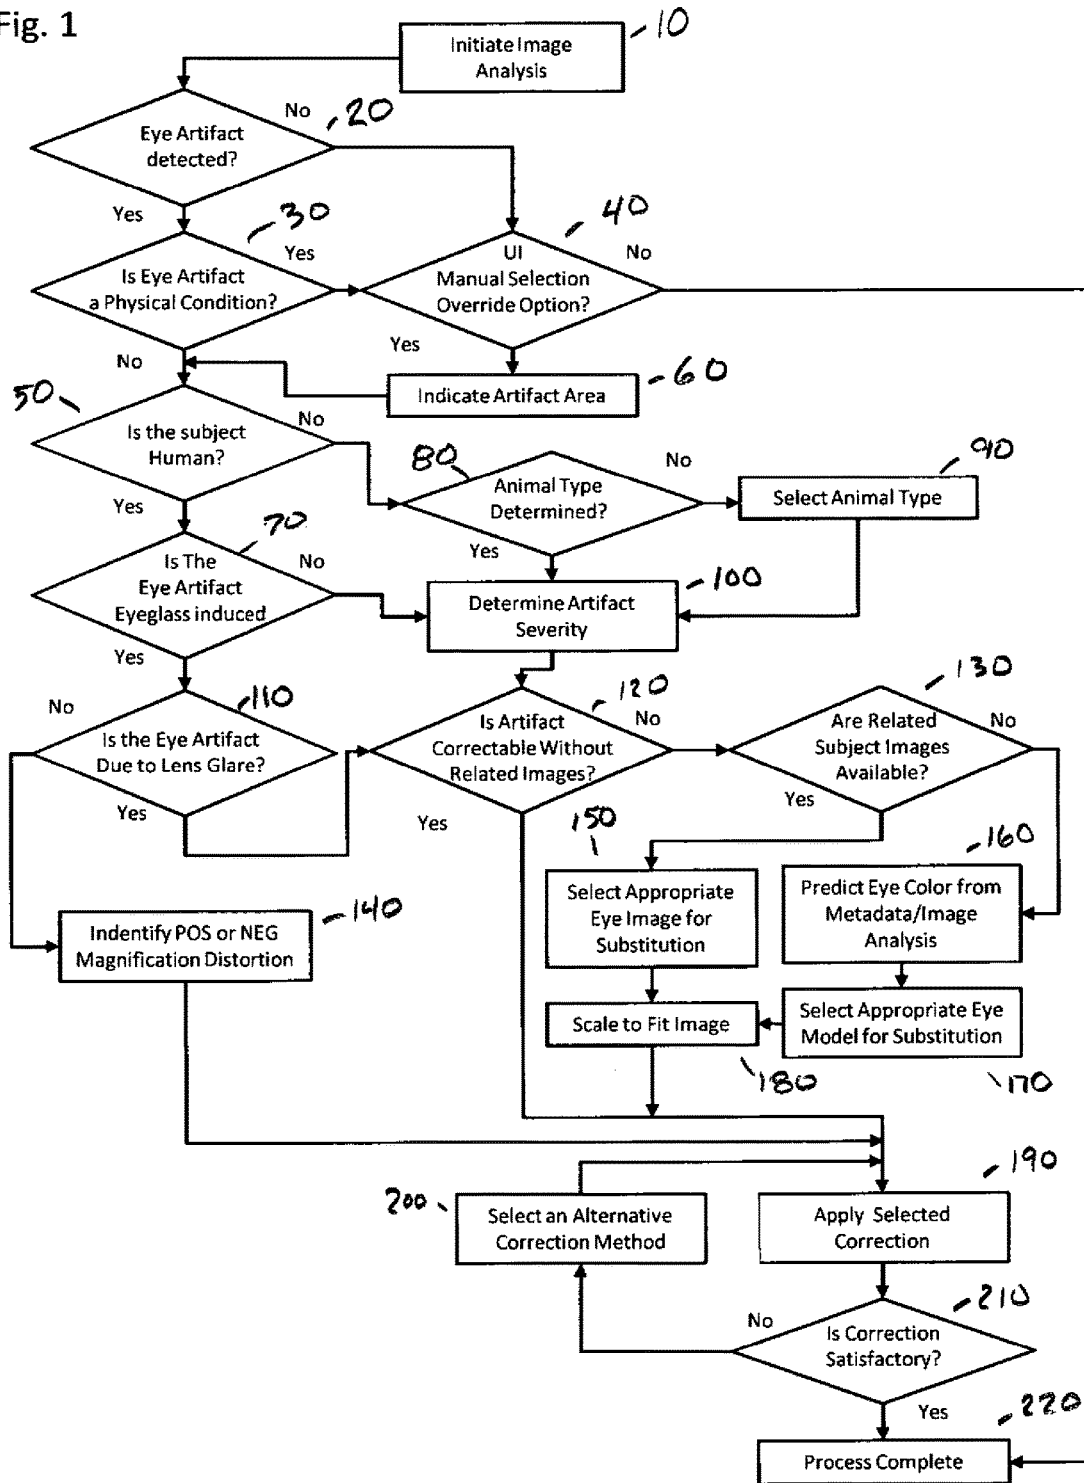 Fig. 1
Initiate Image
Analysis
10
No
20
Eye Artifact
detected?
Yes
30
Yes
40
UI
No
Is Eye Artifact
a Physical Condition?
Manual Selection
Override Option?
No
Yes
60
Indicate Artifact Area
50
No
Is the subject
Human?
80
No
90
Animal Type
Determined?
Select Animal Type
Yes
70
Yes
Is The
Eye Artifact
Eyeglass induced
No
100
Determine Artifact
Severity
Yes
No
110
120
130
Is the Eye Artifact
Due to Lens Glare?
Is Artifact
Correctable Without
Related Images?
No
Are Related
Subject Images
Available?
No
Yes
Yes
Yes
150
160
Select Appropriate
Eye Image for
Substitution
Predict Eye Color from
Metadata/Image
Analysis
140
Indentify POS or NEG
Magnification Distortion
Scale to Fit Image
Select Appropriate Eye
Model for Substitution
180
170
190
200
Select an Alternative
Correction Method
Apply Selected
Correction
210
No
Is Correction
Satisfactory?
Yes
220
Process Complete